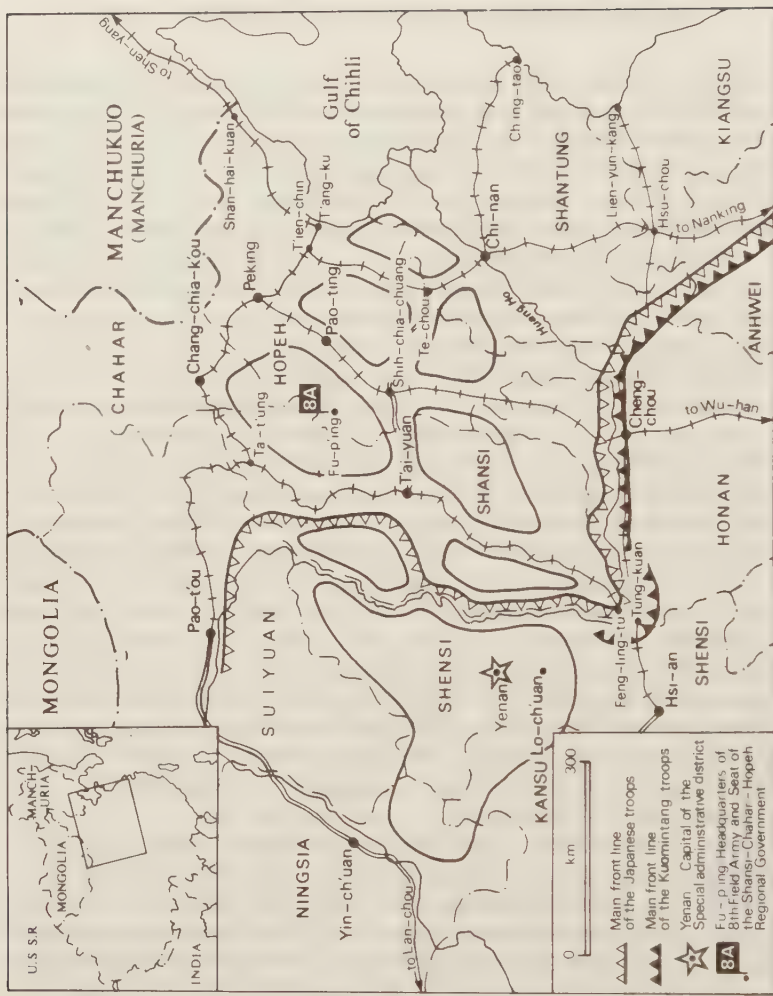 to Shen-yang
MANCHUKUO
(MANCHURIA)
Shan-hai-kuan
Gulf
of Chihli
CHAHAR
Chang-chia-k'ou
Peking
T'ien-chin
T'ang-ku
MONGOLIA
Pao-t'ou
Ta-t'ung
HOPEH
Pao-ting
8A
Fu-p'ing
Shih-chia-chuang
Te-chou
Chi-nan
Ch'ing-tao
SHANTUNG
Huang Ho
SUIYUAN
T'ai-yuan
SHANSI
Lien-yun-kang
Hsu-chou
KIANGSU
to Nanking
NINGSIA
Yin-ch'uan
SHENSI
Yenan
Lo-ch'uan
KANSU
to Lan-chou
Feng-ling-tu
Tung-kuan
Hsi-an
SHENSI
Cheng-
chou
HONAN
ANHWEI
to Wu-han
U.S.S.R
MONGOLIA
MANCH-
URIA
INDIA
0 km 300
Main front line
of the Japanese troops
Main front line
of the Kuomintang troops
Yenan Capital of the
Special administrative district
8A
Fu-p'ing Headquarters of
8th Field Army and Seat of
the Shansi-Chahar-Hopeh
Regional Government